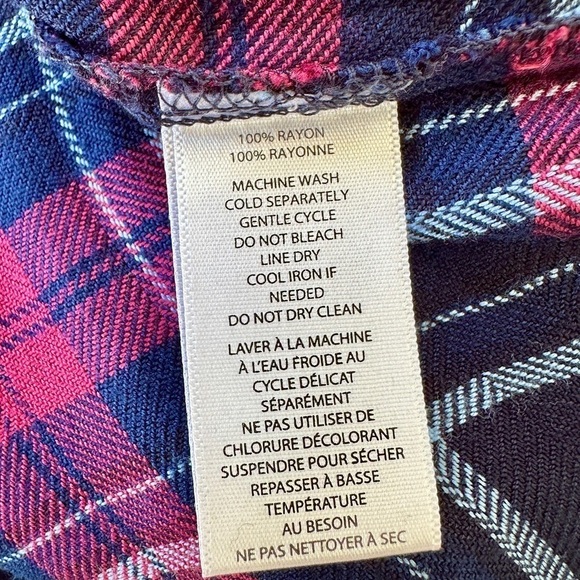 100% RAYON
100% RAYONNE
MACHINE WASH
COLD SEPARATELY
GENTLE CYCLE
DO NOT BLEACH
LINE DRY
COOL IRON IF
NEEDED
DO NOT DRY CLEAN
LAVER À LA MACHINE
À L'EAU FROIDE AU
CYCLE DÉLICAT
SÉPARÉMENT
NE PAS UTILISER DE
CHLORURE DÉCOLORANT
SUSPENDRE POUR SÉCHER
REPASSER À BASSE
TEMPÉRATURE
AU BESOIN
NE PAS NETTOYER À SEC